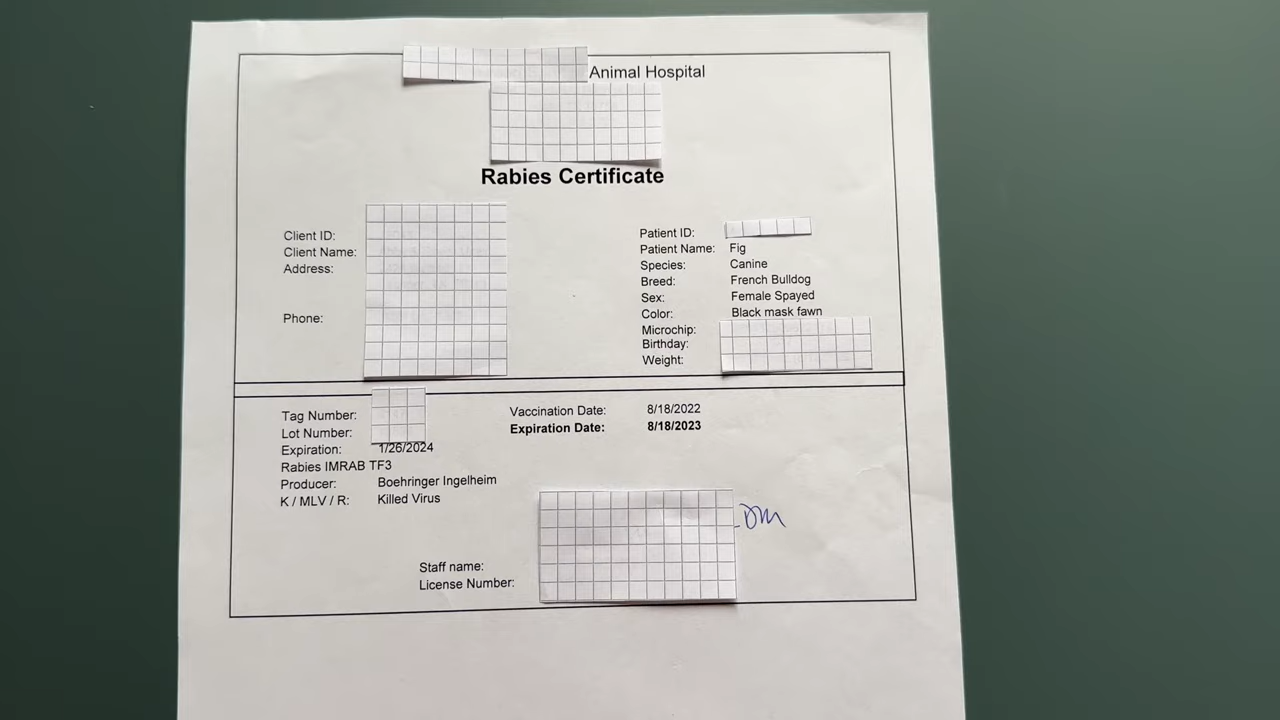 Animal Hospital
Rabies Certificate
Client ID:
Client Name:
Address:
Phone:
Patient ID:
Patient Name: Fig
Species: Canine
Breed: French Bulldog
Sex: Female Spayed
Color: Black mask fawn
Microchip:
Birthday:
Weight:
Tag Number:
Lot Number:
Expiration: 1/26/2024
Rabies IMRAB TF3
Producer: Boehringer Ingelheim
K / MLV / R: Killed Virus
Vaccination Date: 8/18/2022
Expiration Date: 8/18/2023
Staff name:
License Number: